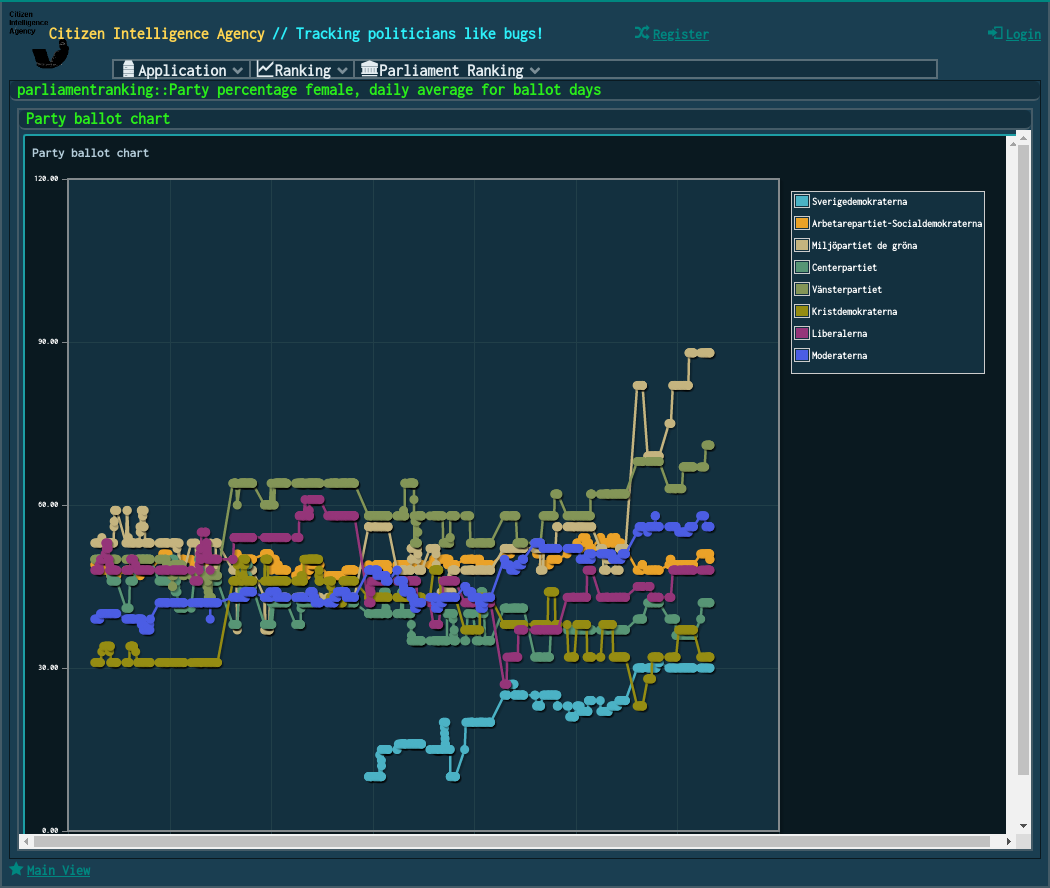 Citizen
Intelligence
Agency
Citizen Intelligence Agency // Tracking politicians like bugs!
Register
Login
Application
Ranking
Parliament Ranking
parliamentranking::Party percentage female, daily average for ballot days
Party ballot chart
Party ballot chart
120.00
90.00
60.00
30.00
0.00
Sverigedemokraterna
Arbetarepartiet-Socialdemokraterna
Miljöpartiet de gröna
Centerpartiet
Vänsterpartiet
Kristdemokraterna
Liberalerna
Moderaterna
Main View